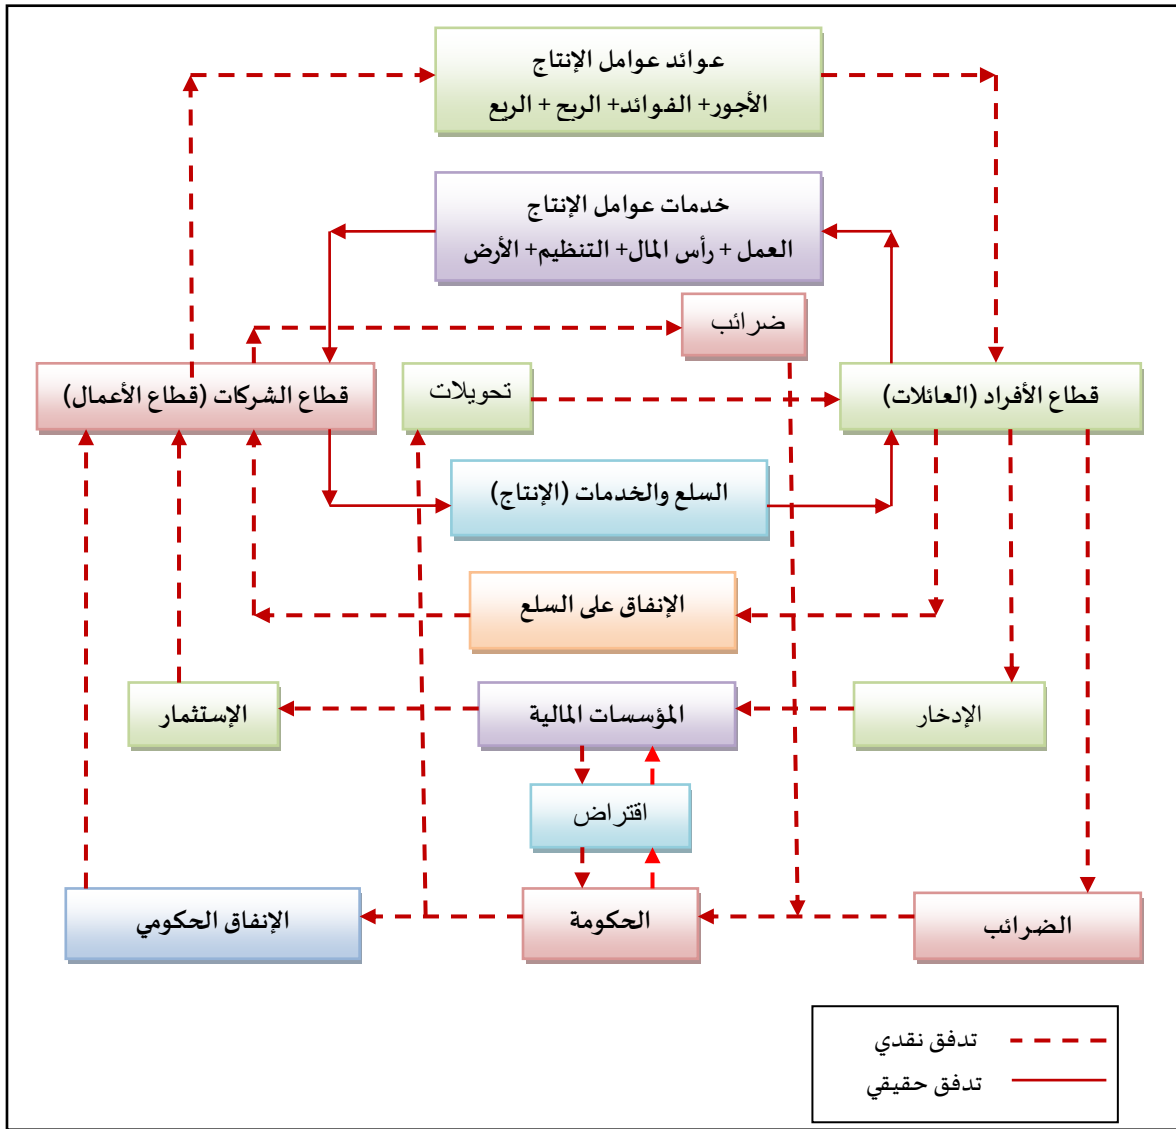 عوائد عوامل الإنتاج
الأجور+ الفوائد+ الربح + الريع
خدمات عوامل الإنتاج
العمل + رأس المال+ التنظيم+ الأرض
ضرائب
قطاع الأفراد (العائلات)
تحويلات
قطاع الشركات (قطاع الأعمال)
السلع والخدمات (الإنتاج)
الإنفاق على السلع
الإدخار
المؤسسات المالية
الإستثمار
اقتراض
الضرائب
الحكومة
الإنفاق الحكومي
تدفق نقدي
تدفق حقيقي